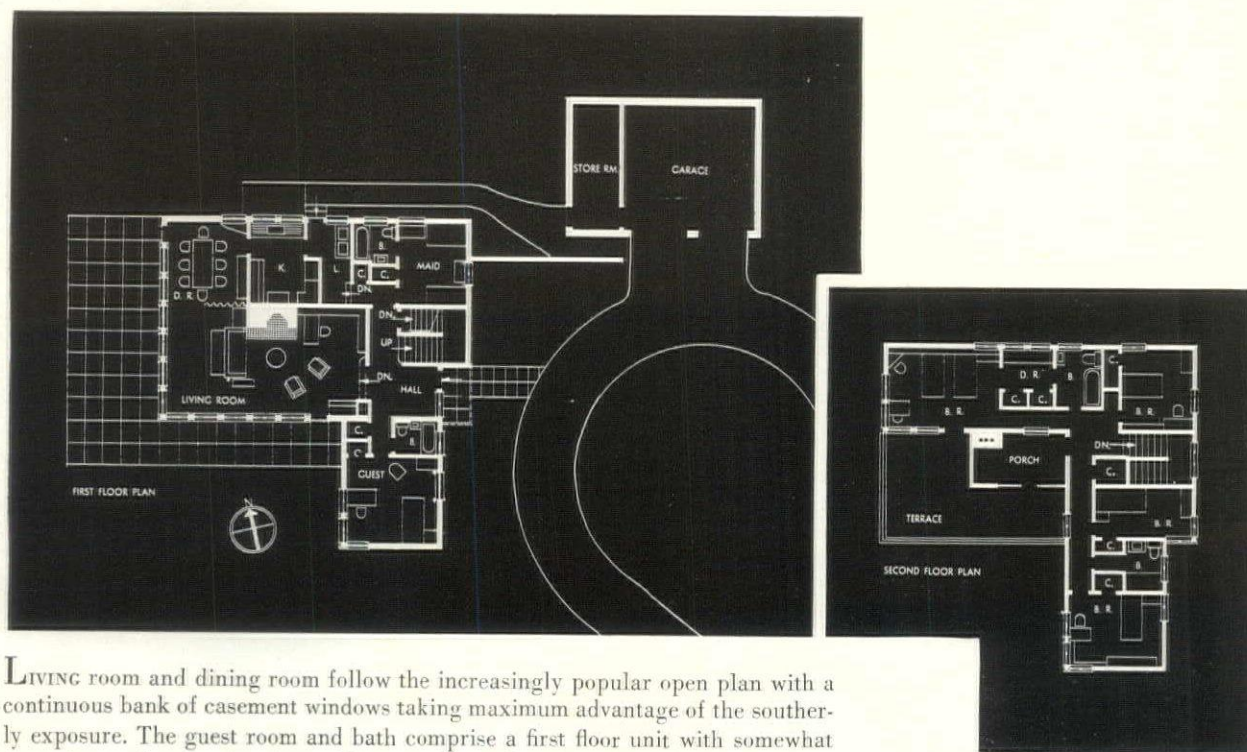 STORE RM.
GARAGE
B.
MAID
K.
L.
C.
C.
DN.
D. R.
DN.
UP
DN.
HALL
LIVING ROOM
C.
B.
C.
GUEST
FIRST FLOOR PLAN
N
D. R.
B.
C.
C.
C.
B. R.
B. R.
DN.
PORCH
C.
TERRACE
B. R.
C.
B.
SECOND FLOOR PLAN
C.
B. R.
LIVING room and dining room follow the increasingly popular open plan with a
continuous bank of casement windows taking maximum advantage of the souther-
ly exposure. The guest room and bath comprise a first floor unit with somewhat